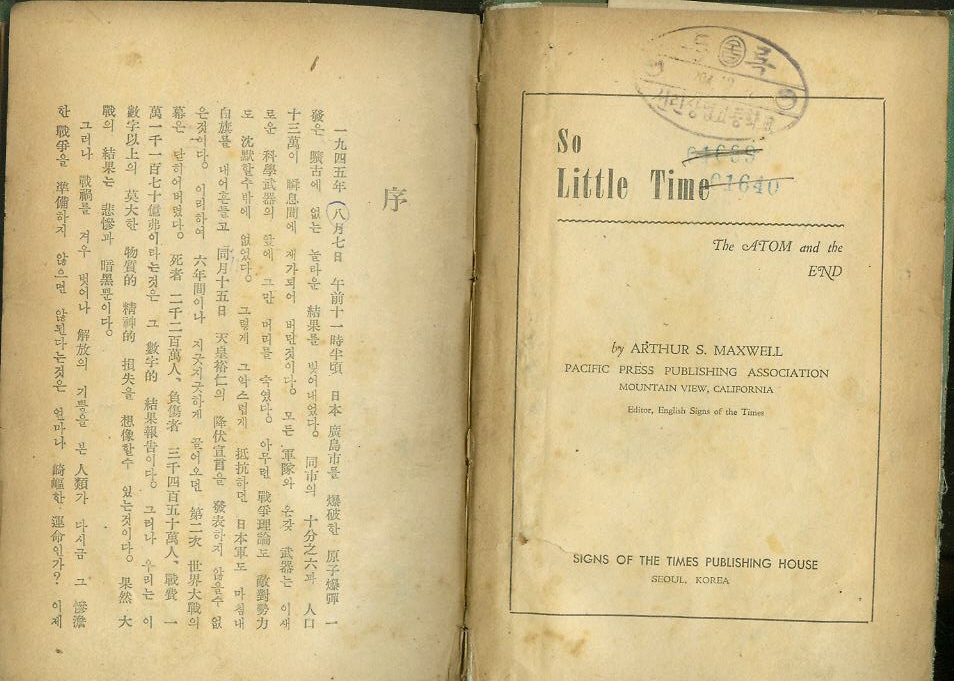 So
Little Time
61640
The ATOM and the
END
by ARTHUR S. MAXWELL
PACIFIC PRESS PUBLISHING ASSOCIATION
MOUNTAIN VIEW, CALIFORNIA
Editor, English Signs of the Times
SIGNS OF THE TIMES PUBLISHING HOUSE
SEOUL, KOREA
序
一九四五年 八月七日 午前十一時半頃 日本 廣島市를 爆破한 原子爆彈 一
發은 曠古에 없는 놀라운 結果를 빚어내었다。 同市의 十分之六과 人口
十三萬이 瞬息間에 재가되어 버린것이다。 모든 軍隊와 온갖 武器는 이새
로운 科學武器의 앞에 그만 머리를 숙였다。 아무런 戰爭理論도 敵對勢力
도 沈默할수밖에 없었다。 그렇게 그악스럽게 抵抗하던 日本軍도 마침내
白旗를 내어흔들고 同月十五日 天皇裕仁의 降伏宣言을 發表하지 않을수 없
은것이다。 이리하여 六年間이나 지긋지긋하게 끌어오던 第二次 世界大戰의
幕은 닫히어버렸다。 死者 二千二百萬人、負傷者 三千四百五十萬人、戰費 一
萬一千一百七十億弗이라는것은 그 數字的 結果報告이다。 그러나 우리는 이
數字以上의 莫大한 物質的 精神的 損失을 想像할수 있는것이다。 果然 大
戰의 結果는 悲慘과 暗黑뿐이다。
그러나 戰禍를 겨우 벗어나 解放의 기쁨을 본 人類가 다시금 그 慘澹
한 戰爭을 準備하지 않으면 않된다는것은 얼마나 崎嶇한 運命인가? 이제